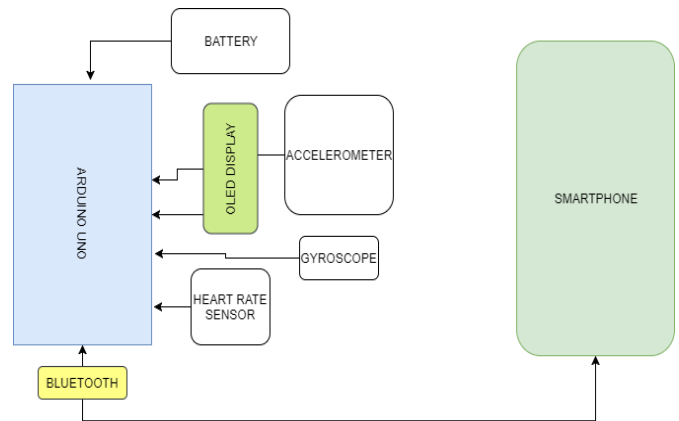 BATTERY
ARDUINO UNO
OLED DISPLAY
ACCELEROMETER
SMARTPHONE
GYROSCOPE
HEART RATE
SENSOR
BLUETOOTH